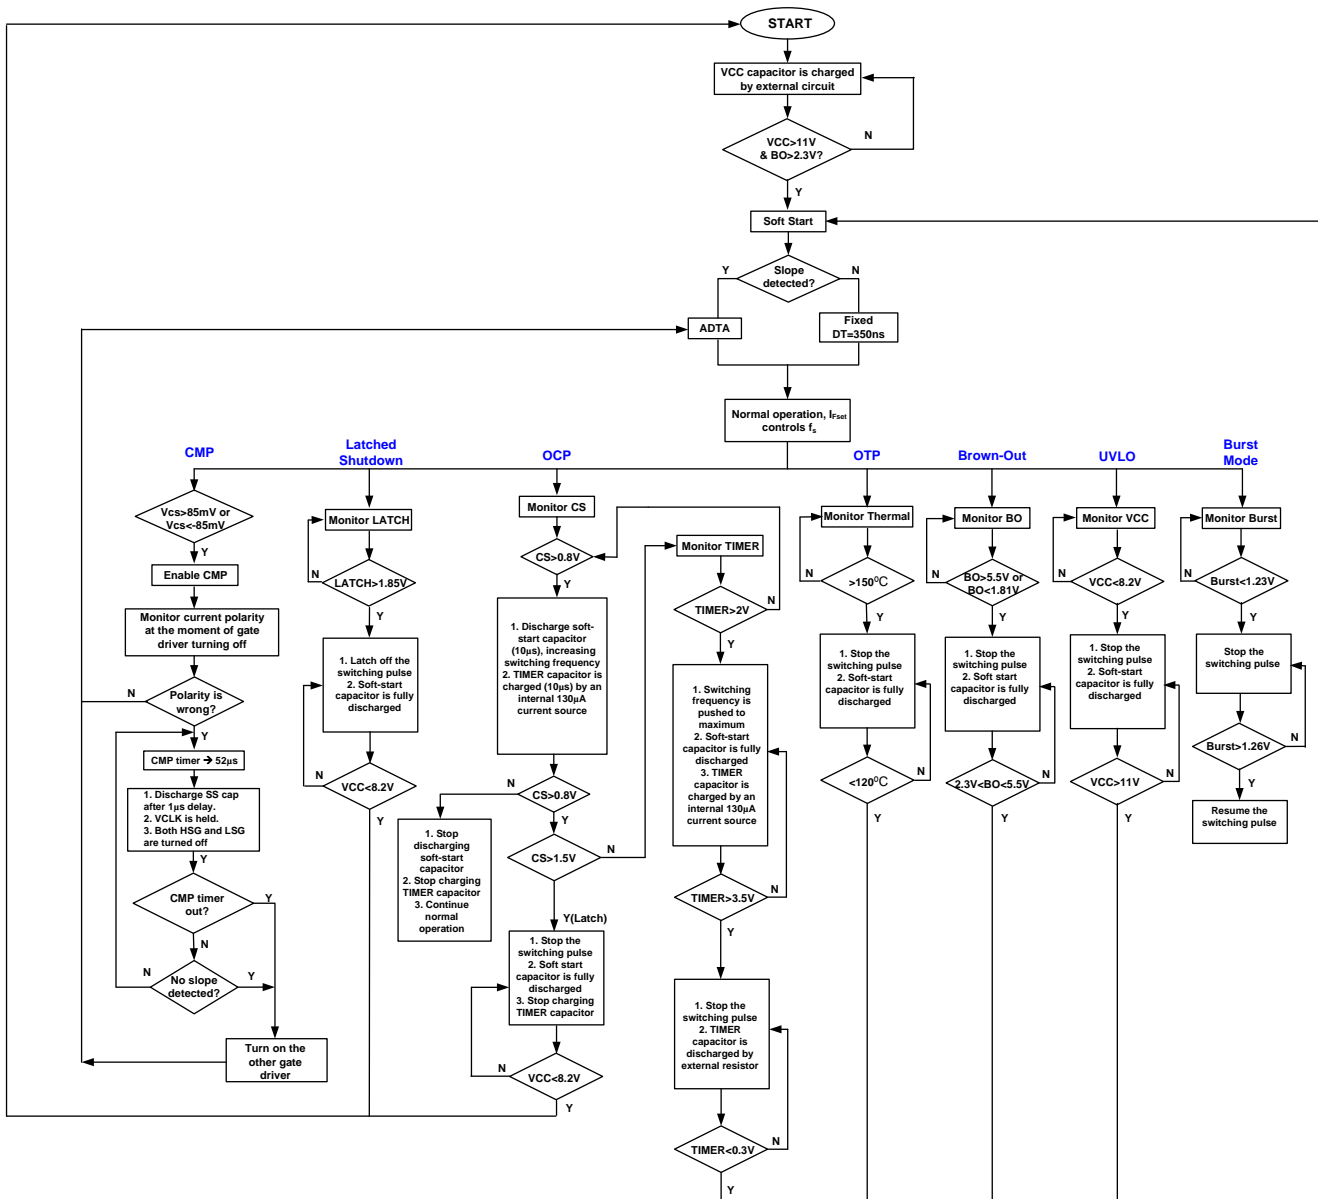 START
VCC capacitor is charged
by external circuit
VCC>11V
& BO>2.3V?
N
Y
Soft Start
Slope
detected?
Y
N
ADTA
Fixed
DT=350ns
Normal operation, IFset
controls fs
CMP
Vcs>85mV or
Vcs<-85mV
Y
Enable CMP
Monitor current polarity
at the moment of gate
driver turning off
N
Polarity is
wrong?
Y
CMP timer → 52µs
1. Discharge SS cap
after 1µs delay.
2. VCLK is held.
3. Both HSG and LSG
are turned off
Y
CMP timer
out?
Y
N
N
No slope
detected?
Y
Turn on the
other gate
driver
Latched
Shutdown
Monitor LATCH
N
LATCH>1.85V
Y
1. Latch off the
switching pulse
2. Soft-start
capacitor is fully
discharged
N
VCC<8.2V
Y
OCP
Monitor CS
CS>0.8V
Y
1. Discharge soft-
start capacitor
(10µs), increasing
switching frequency
2. TIMER capacitor is
charged (10µs) by an
internal 130µA
current source
N
CS>0.8V
Y
1. Stop
discharging
soft-start
capacitor
2. Stop charging
TIMER capacitor
3. Continue
normal
operation
CS>1.5V
N
Y(Latch)
1. Stop the
switching pulse
2. Soft start
capacitor is fully
discharged
3. Stop charging
TIMER capacitor
N
VCC<8.2V
Y
Monitor TIMER
TIMER>2V
N
Y
1. Switching
frequency is
pushed to
maximum
2. Soft-start
capacitor is fully
discharged
3. TIMER
capacitor is
charged by an
internal 130µA
current source
TIMER>3.5V
N
Y
1. Stop the
switching pulse
2. TIMER
capacitor is
discharged by
external resistor
TIMER<0.3V
N
Y
OTP
Monitor Thermal
N
>150℃
Y
1. Stop the
switching pulse
2. Soft-start
capacitor is fully
discharged
<120℃
N
Y
Brown-Out
Monitor BO
N
BO>5.5V or
BO<1.81V
Y
1. Stop the
switching pulse
2. Soft start
capacitor is fully
discharged
2.3V<BO<5.5V
N
Y
UVLO
Monitor VCC
N
VCC<8.2V
Y
1. Stop the
switching pulse
2. Soft-start
capacitor is fully
discharged
VCC>11V
N
Y
Burst
Mode
Monitor Burst
N
Burst<1.23V
Y
Stop the
switching pulse
Burst>1.26V
N
Y
Resume the
switching pulse